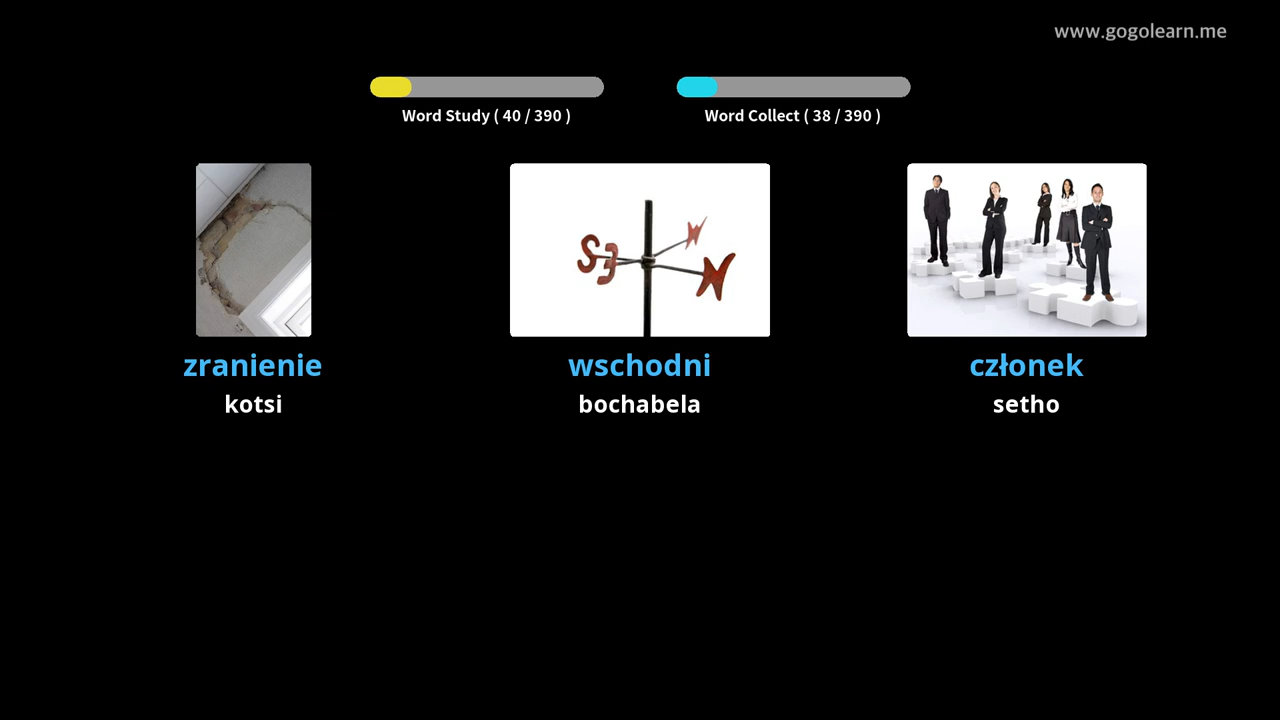 www.gogolearn.me
Word Study ( 40 / 390 )
Word Collect ( 38 / 390 )
S E N W
zranienie
wschodni
członek
kotsi
bochabela
setho